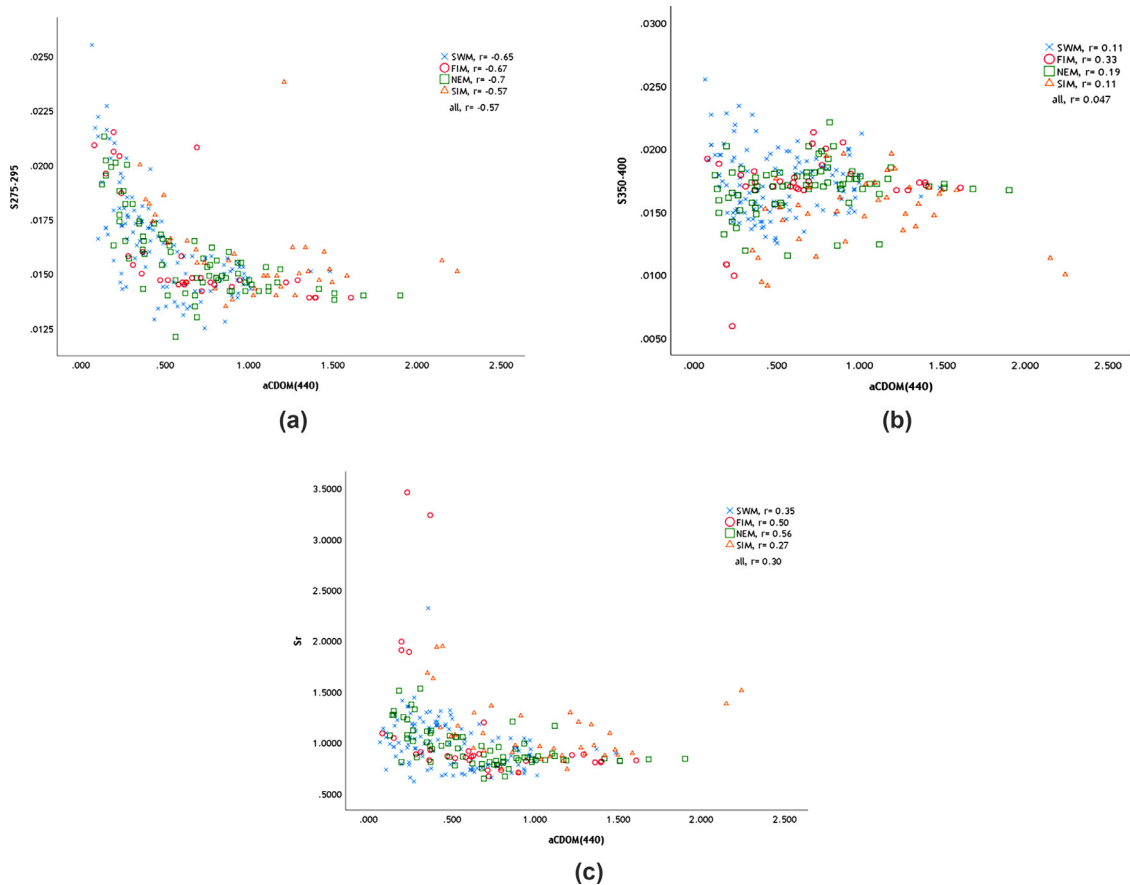 .0250
.0225
.0200
.0175
.0150
.0125
S275-295
× SWM, r= -0.65
○ FIM, r= -0.67
□ NEM, r= -0.7
△ SIM, r= -0.57
all, r= -0.57
.000 .500 1.000 1.500 2.000 2.500
aCDOM(440)
(a)
.0300
.0250
.0200
.0150
.0100
.0050
S350-400
× SWM, r= 0.11
○ FIM, r= 0.33
□ NEM, r= 0.19
△ SIM, r= 0.11
all, r= 0.047
.000 .500 1.000 1.500 2.000 2.500
aCDOM(440)
(b)
3.5000
3.0000
2.5000
2.0000
1.5000
1.0000
.5000
Sr
× SWM, r= 0.35
○ FIM, r= 0.50
□ NEM, r= 0.56
△ SIM, r= 0.27
all, r= 0.30
.000 .500 1.000 1.500 2.000 2.500
aCDOM(440)
(c)